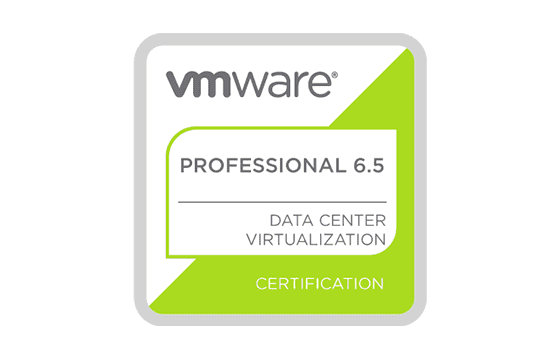 vmware®
PROFESSIONAL 6.5
DATA CENTER
VIRTUALIZATION
CERTIFICATION